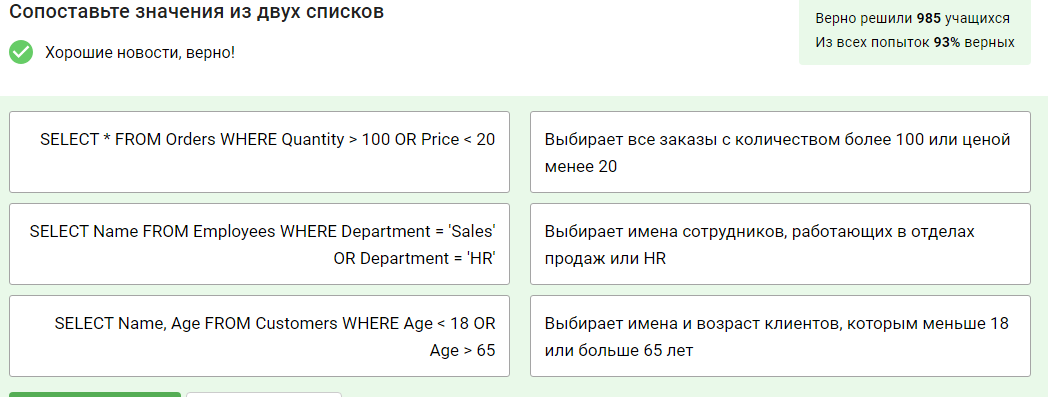 Сопоставьте значения из двух списков
Верно решили 985 учащихся
Из всех попыток 93% верных
Хорошие новости, верно!
SELECT * FROM Orders WHERE Quantity > 100 OR Price < 20
Выбирает все заказы с количеством более 100 или ценой
менее 20
SELECT Name FROM Employees WHERE Department = 'Sales'
OR Department = 'HR'
Выбирает имена сотрудников, работающих в отделах
продаж или HR
SELECT Name, Age FROM Customers WHERE Age < 18 OR
Age > 65
Выбирает имена и возраст клиентов, которым меньше 18
или больше 65 лет